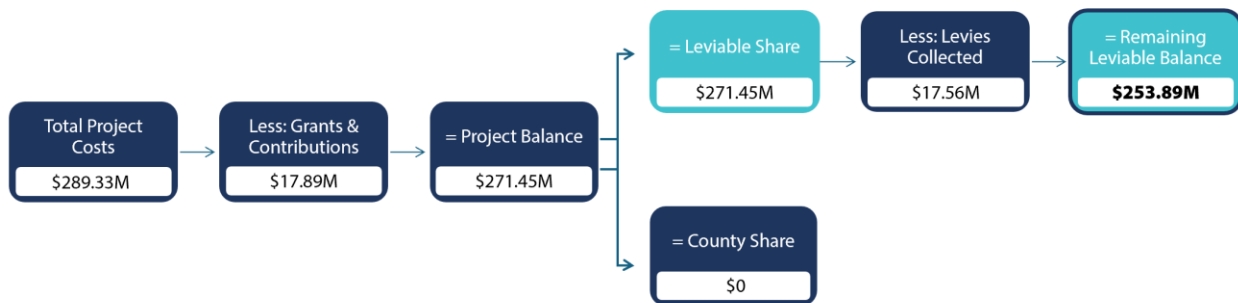 Total Project
Costs
$289.33M
Less: Grants &
Contributions
$17.89M
= Project Balance
$271.45M
= Leviable Share
$271.45M
Less: Levies
Collected
$17.56M
= Remaining
Leviable Balance
$253.89M
= County Share
$0